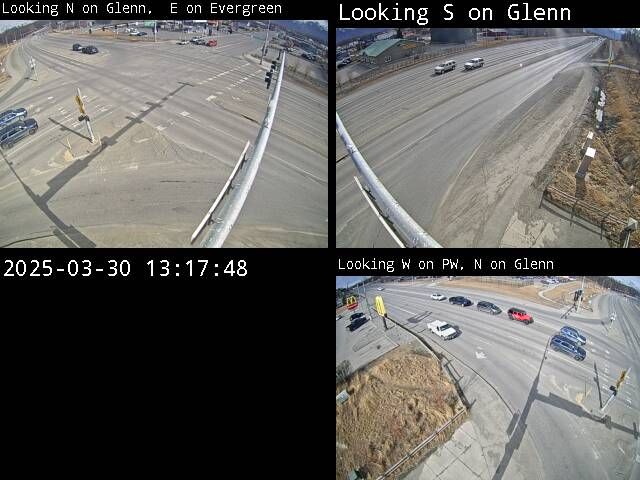 Looking N on Glenn,  E on Evergreen
Looking S on Glenn
2025-03-30 13:17:48
Looking W on PW, N on Glenn